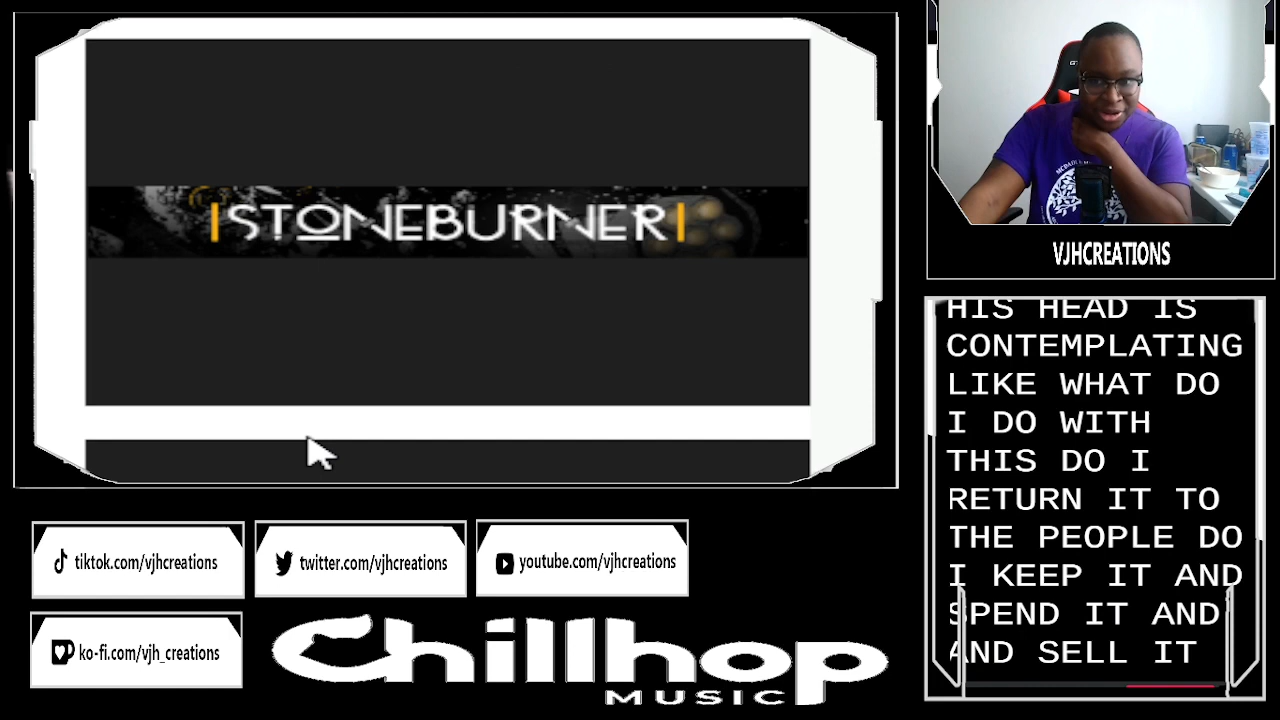 |STONEBURNER|
VJHCREATIONS
HIS HEAD IS
CONTEMPLATING
LIKE WHAT DO
I DO WITH
THIS DO I
RETURN IT TO
THE PEOPLE DO
I KEEP IT AND
SPEND IT AND
AND SELL IT
tiktok.com/vjhcreations
twitter.com/vjhcreations
youtube.com/vjhcreations
ko-fi.com/vjh_creations
Chillhop
MUSIC